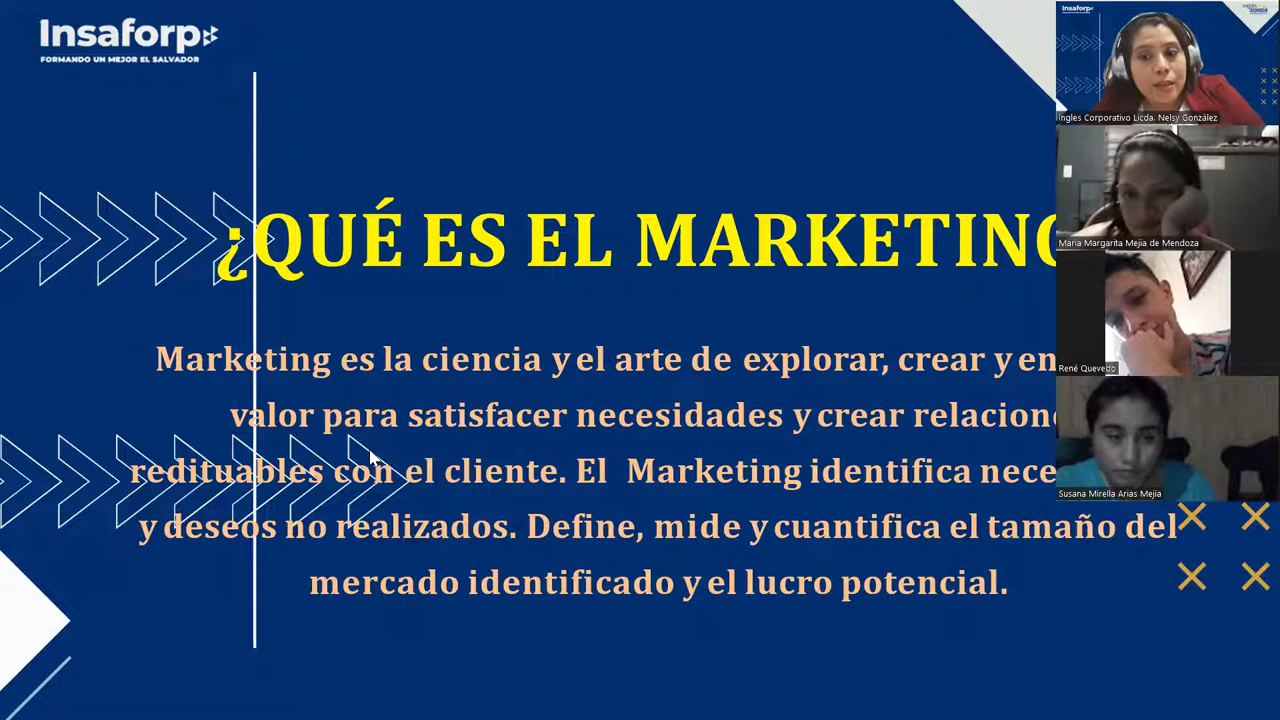 Insaforp
FORMANDO UN MEJOR EL SALVADOR
¿QUÉ ES EL MARKETING
Marketing es la ciencia y el arte de explorar, crear y en
valor para satisfacer necesidades y crear relacione
redituables con el cliente. El Marketing identifica nece
y deseos no realizados. Define, mide y cuantifica el tamaño del
mercado identificado y el lucro potencial.
Insaforp
Ingles Corporativo Licda. Nelsy González
Maria Margarita Mejia de Mendoza
René Quevedo
Susana Mirella Arias Mejia